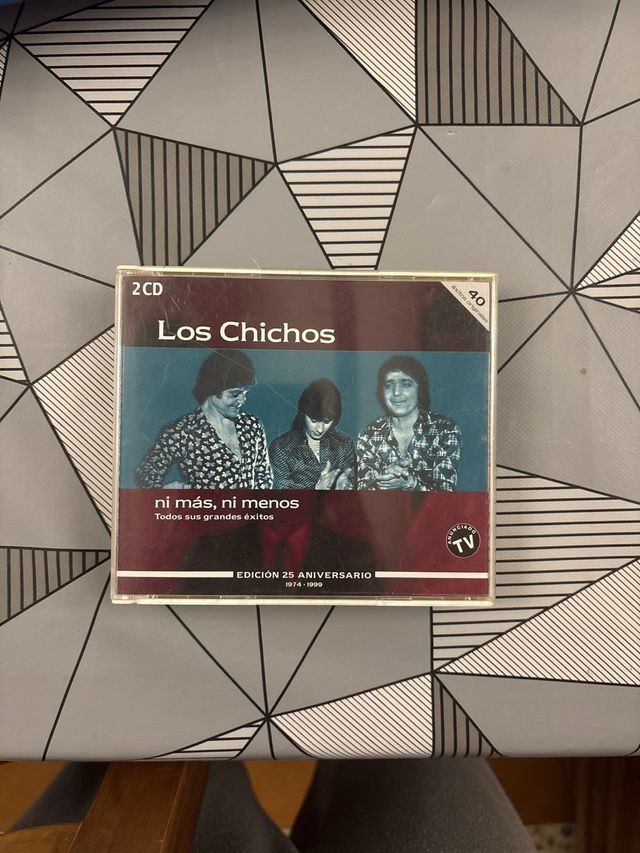 2CD
40
éxitos originales
Los Chichos
ni más, ni menos
Todos sus grandes éxitos
ANUNCIADO
TV
EDICIÓN 25 ANIVERSARIO
1974 · 1999